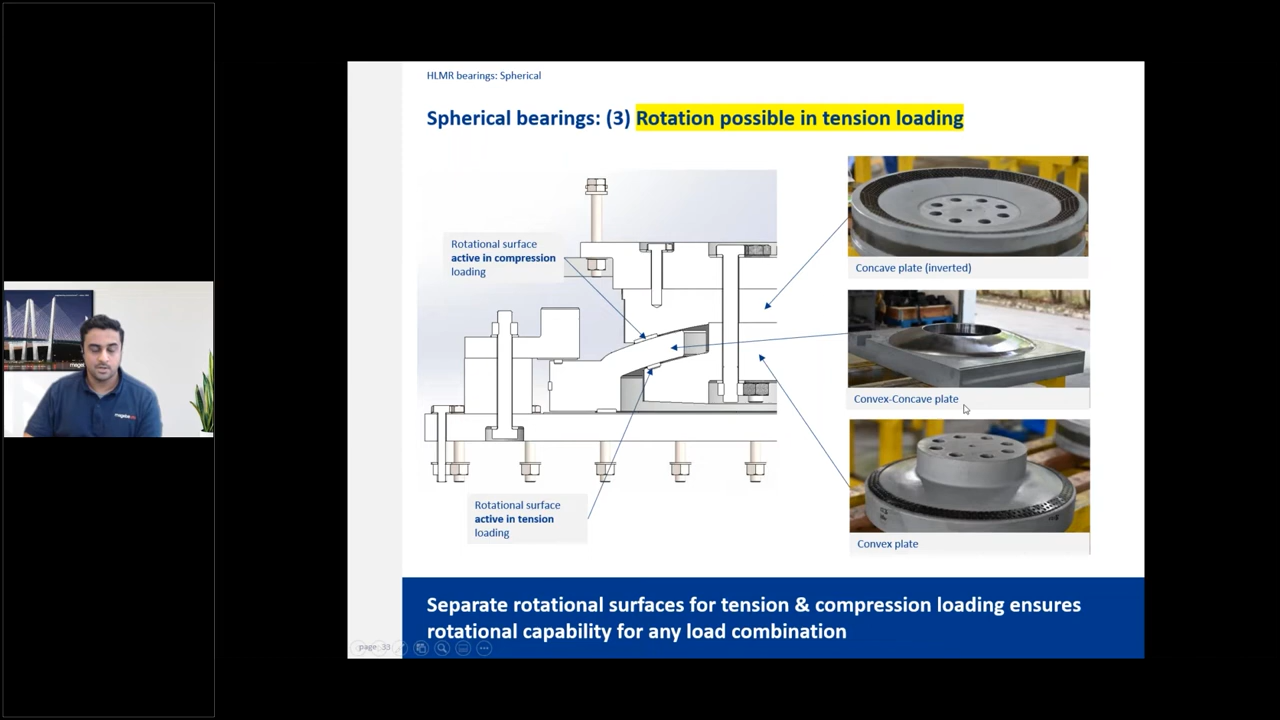 HLMR bearings: Spherical
Spherical bearings: (3) Rotation possible in tension loading
Rotational surface
active in compression
loading
Concave plate (inverted)
Convex-Concave plate
Rotational surface
active in tension
loading
Convex plate
Separate rotational surfaces for tension & compression loading ensures
rotational capability for any load combination
page 33